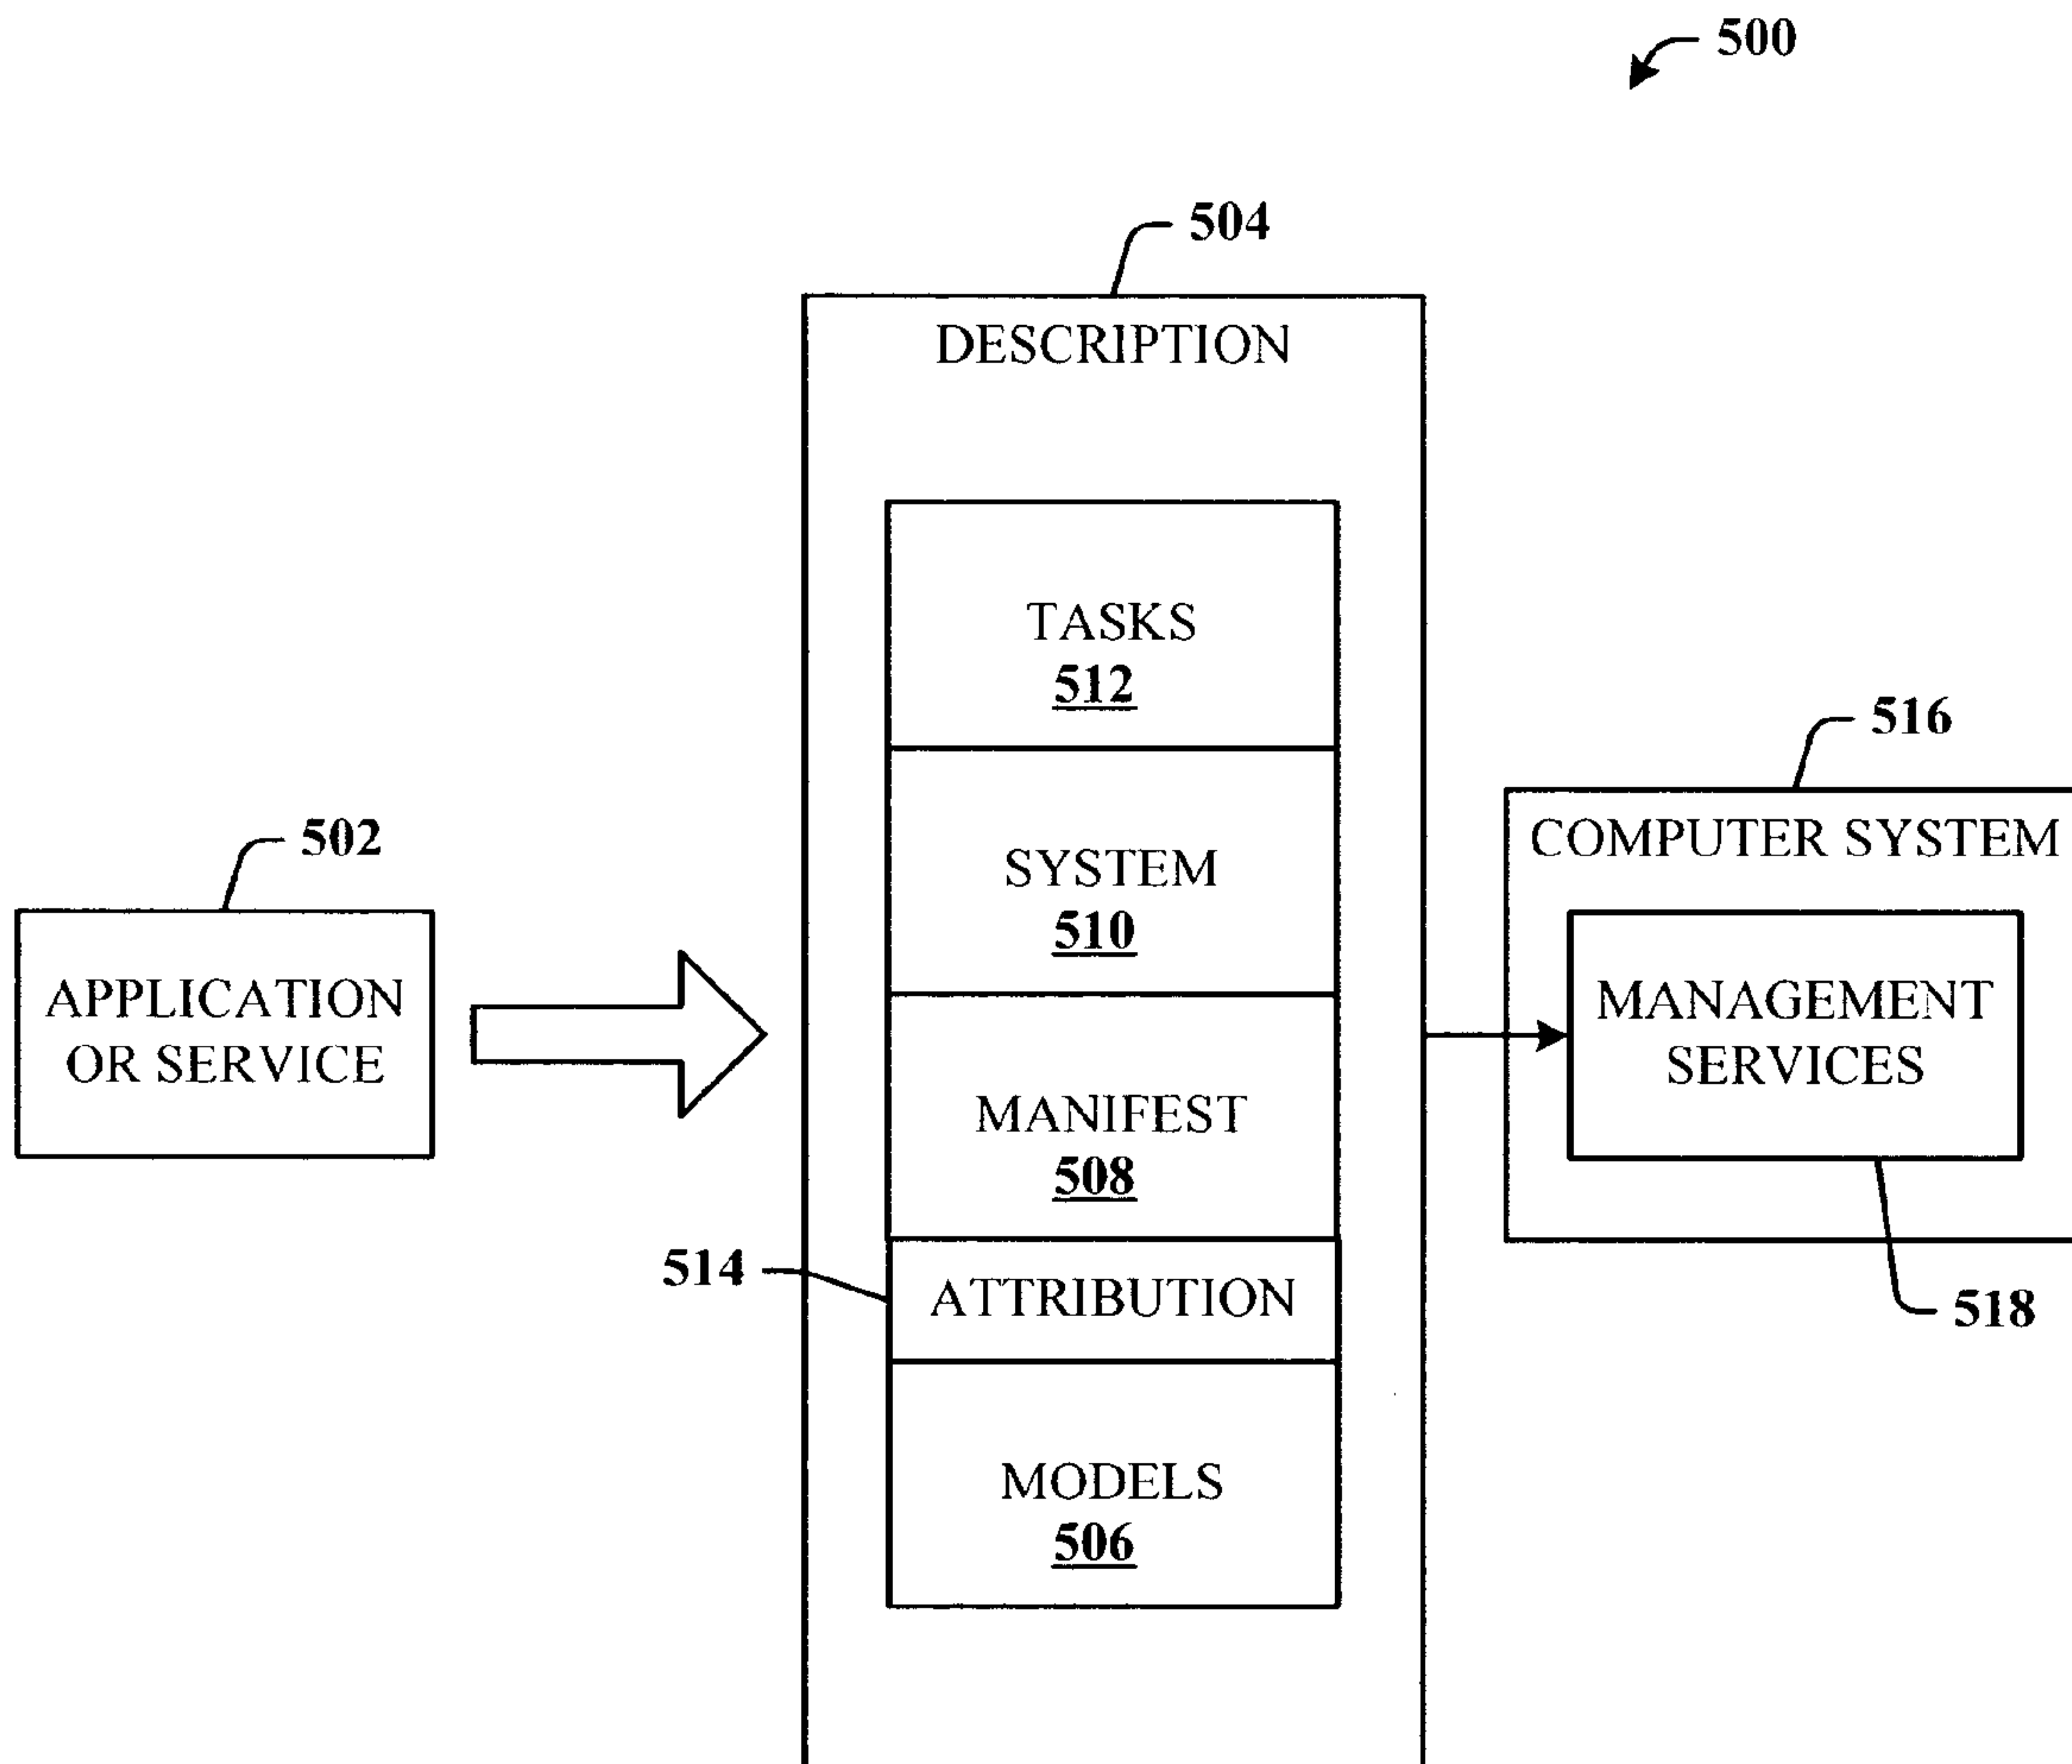 500
504
DESCRIPTION
TASKS
512
516
SYSTEM
510
COMPUTER SYSTEM
502
APPLICATION
OR SERVICE
MANAGEMENT
SERVICES
MANIFEST
508
514
ATTRIBUTION
518
MODELS
506